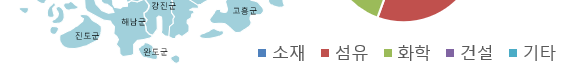 강진군
고흥군
해남군
진도군
완도군
소재 섬유 화학 건설 기타